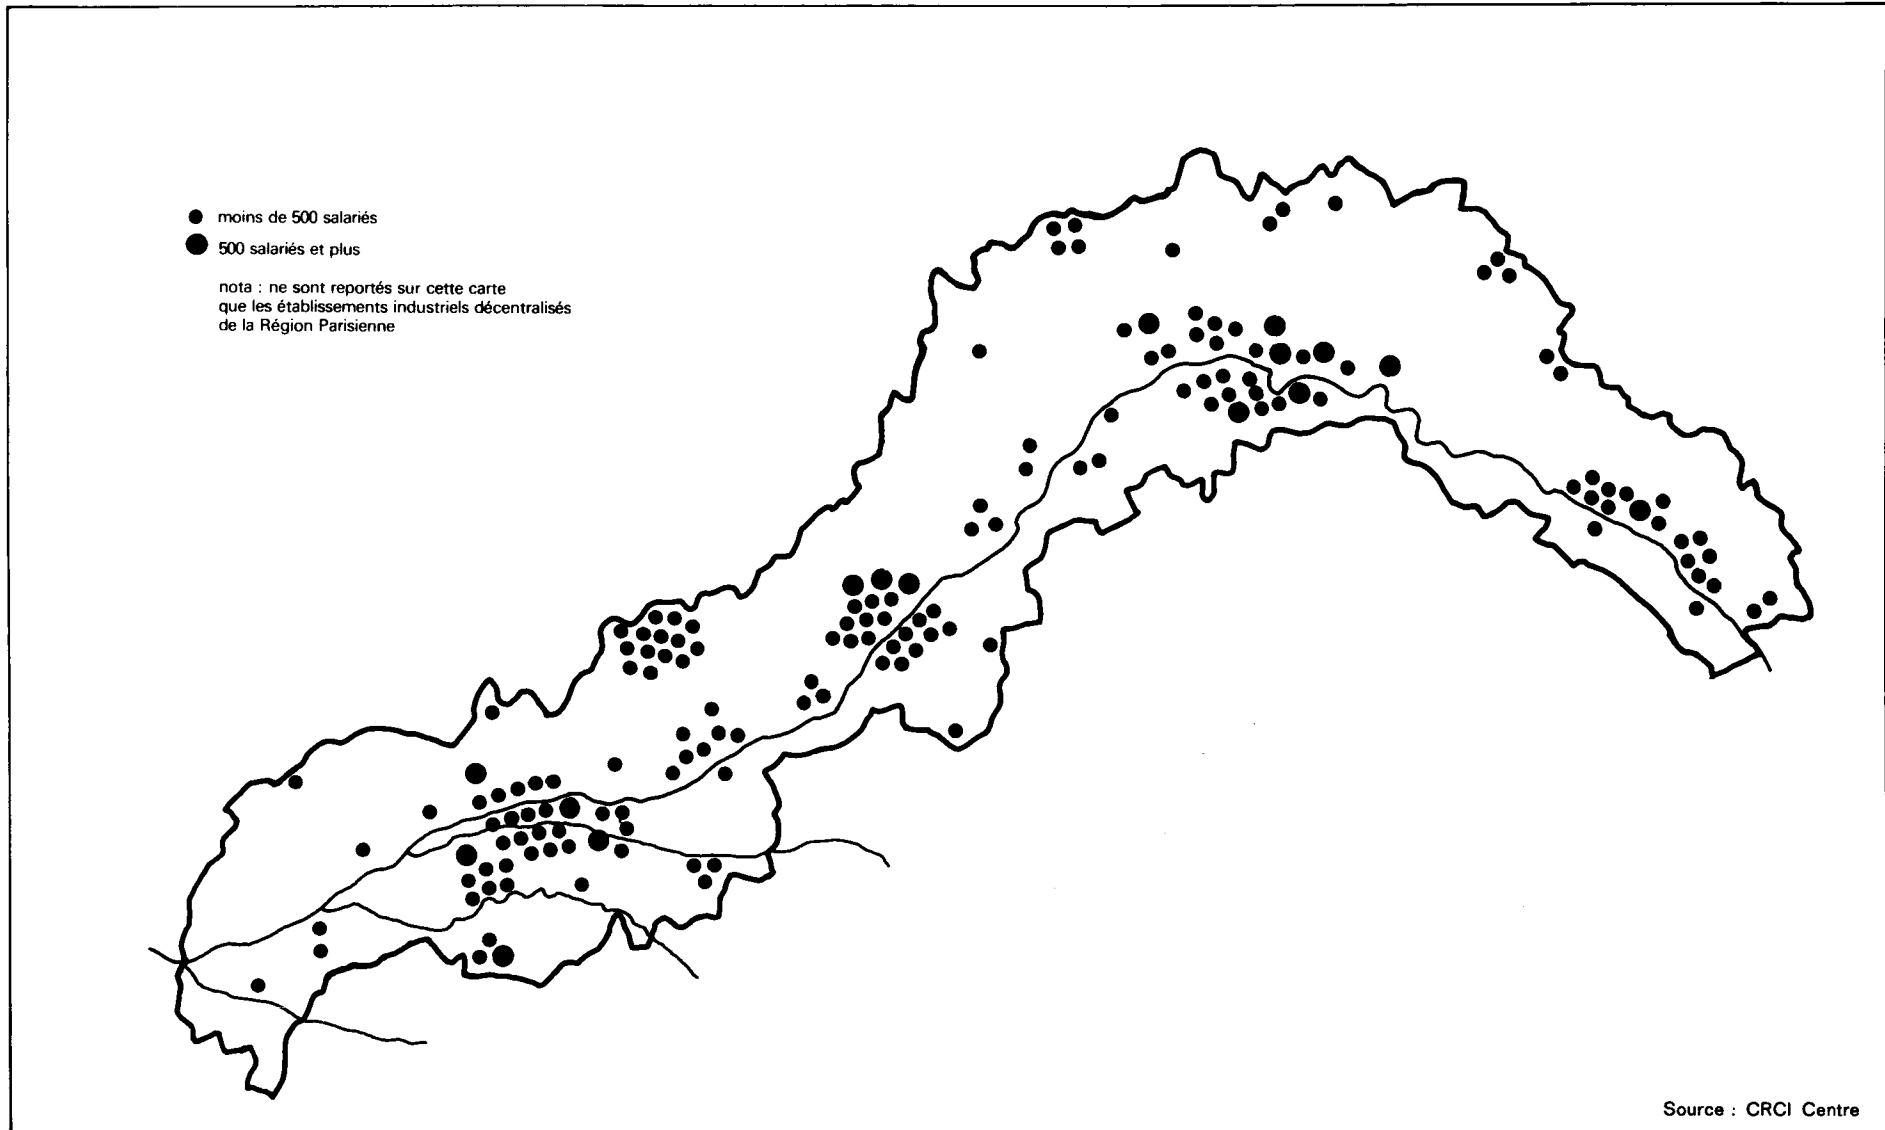 moins de 500 salariés
500 salariés et plus
nota : ne sont reportés sur cette carte
que les établissements industriels décentralisés
de la Région Parisienne
Source : CRCI Centre